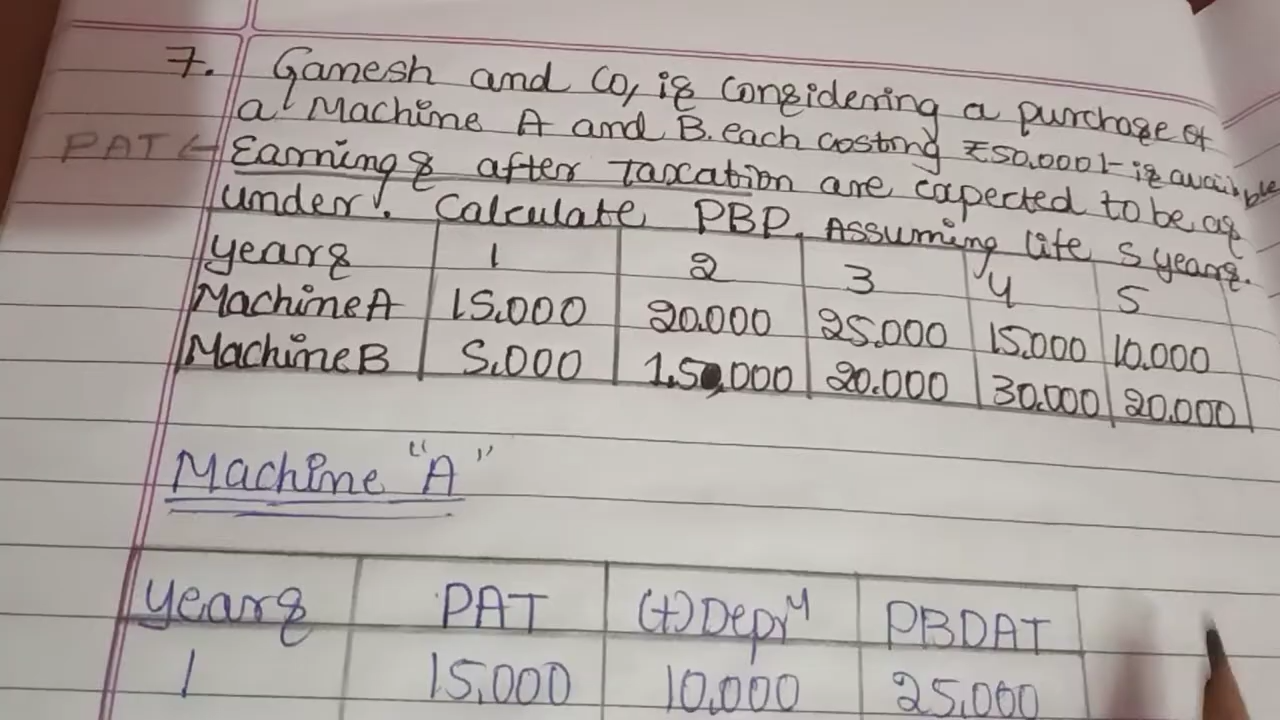 7. Ganesh and Co, is Considering a purchase of
a Machine A and B. each costing ₹50,000/- is available
PAT ← Earnings after Taxation are expected to be as
under. Calculate PBP, Assuming life 5 years.
years 1 2 3 4 5
Machine A 15.000 20.000 25.000 15.000 10.000
Machine B 5.000 1.50,000 20.000 30.000 20.000
Machine "A"
years PAT (+) Deprn PBDAT
1 15,000 10,000 25,000